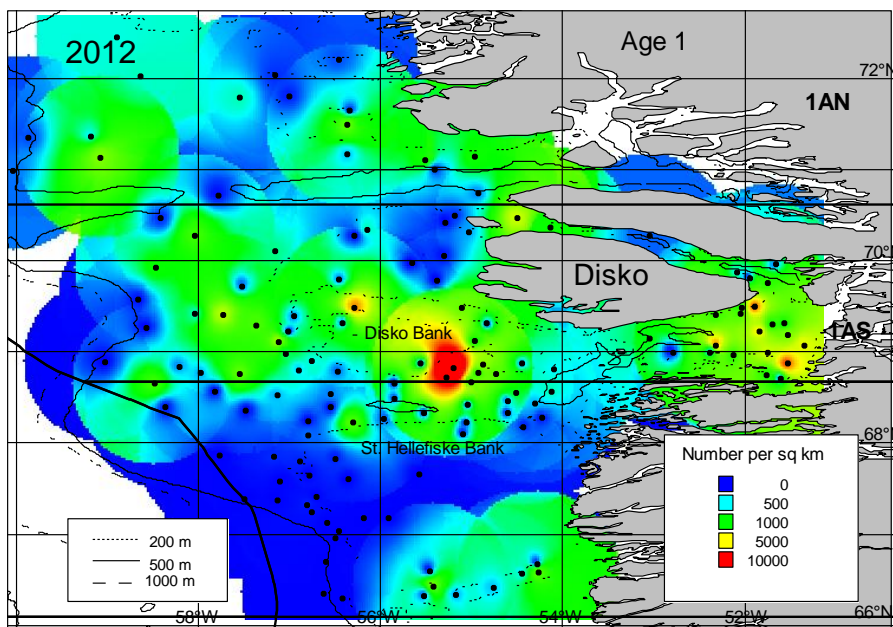 2012
Age 1
72°N
1AN
70°N
Disko
Disko Bank
1AS
68°N
St. Hellefiske Bank
Number per sq km
0
500
1000
5000
10000
200 m
500 m
1000 m
58°W
56°W
54°W
52°W
66°N